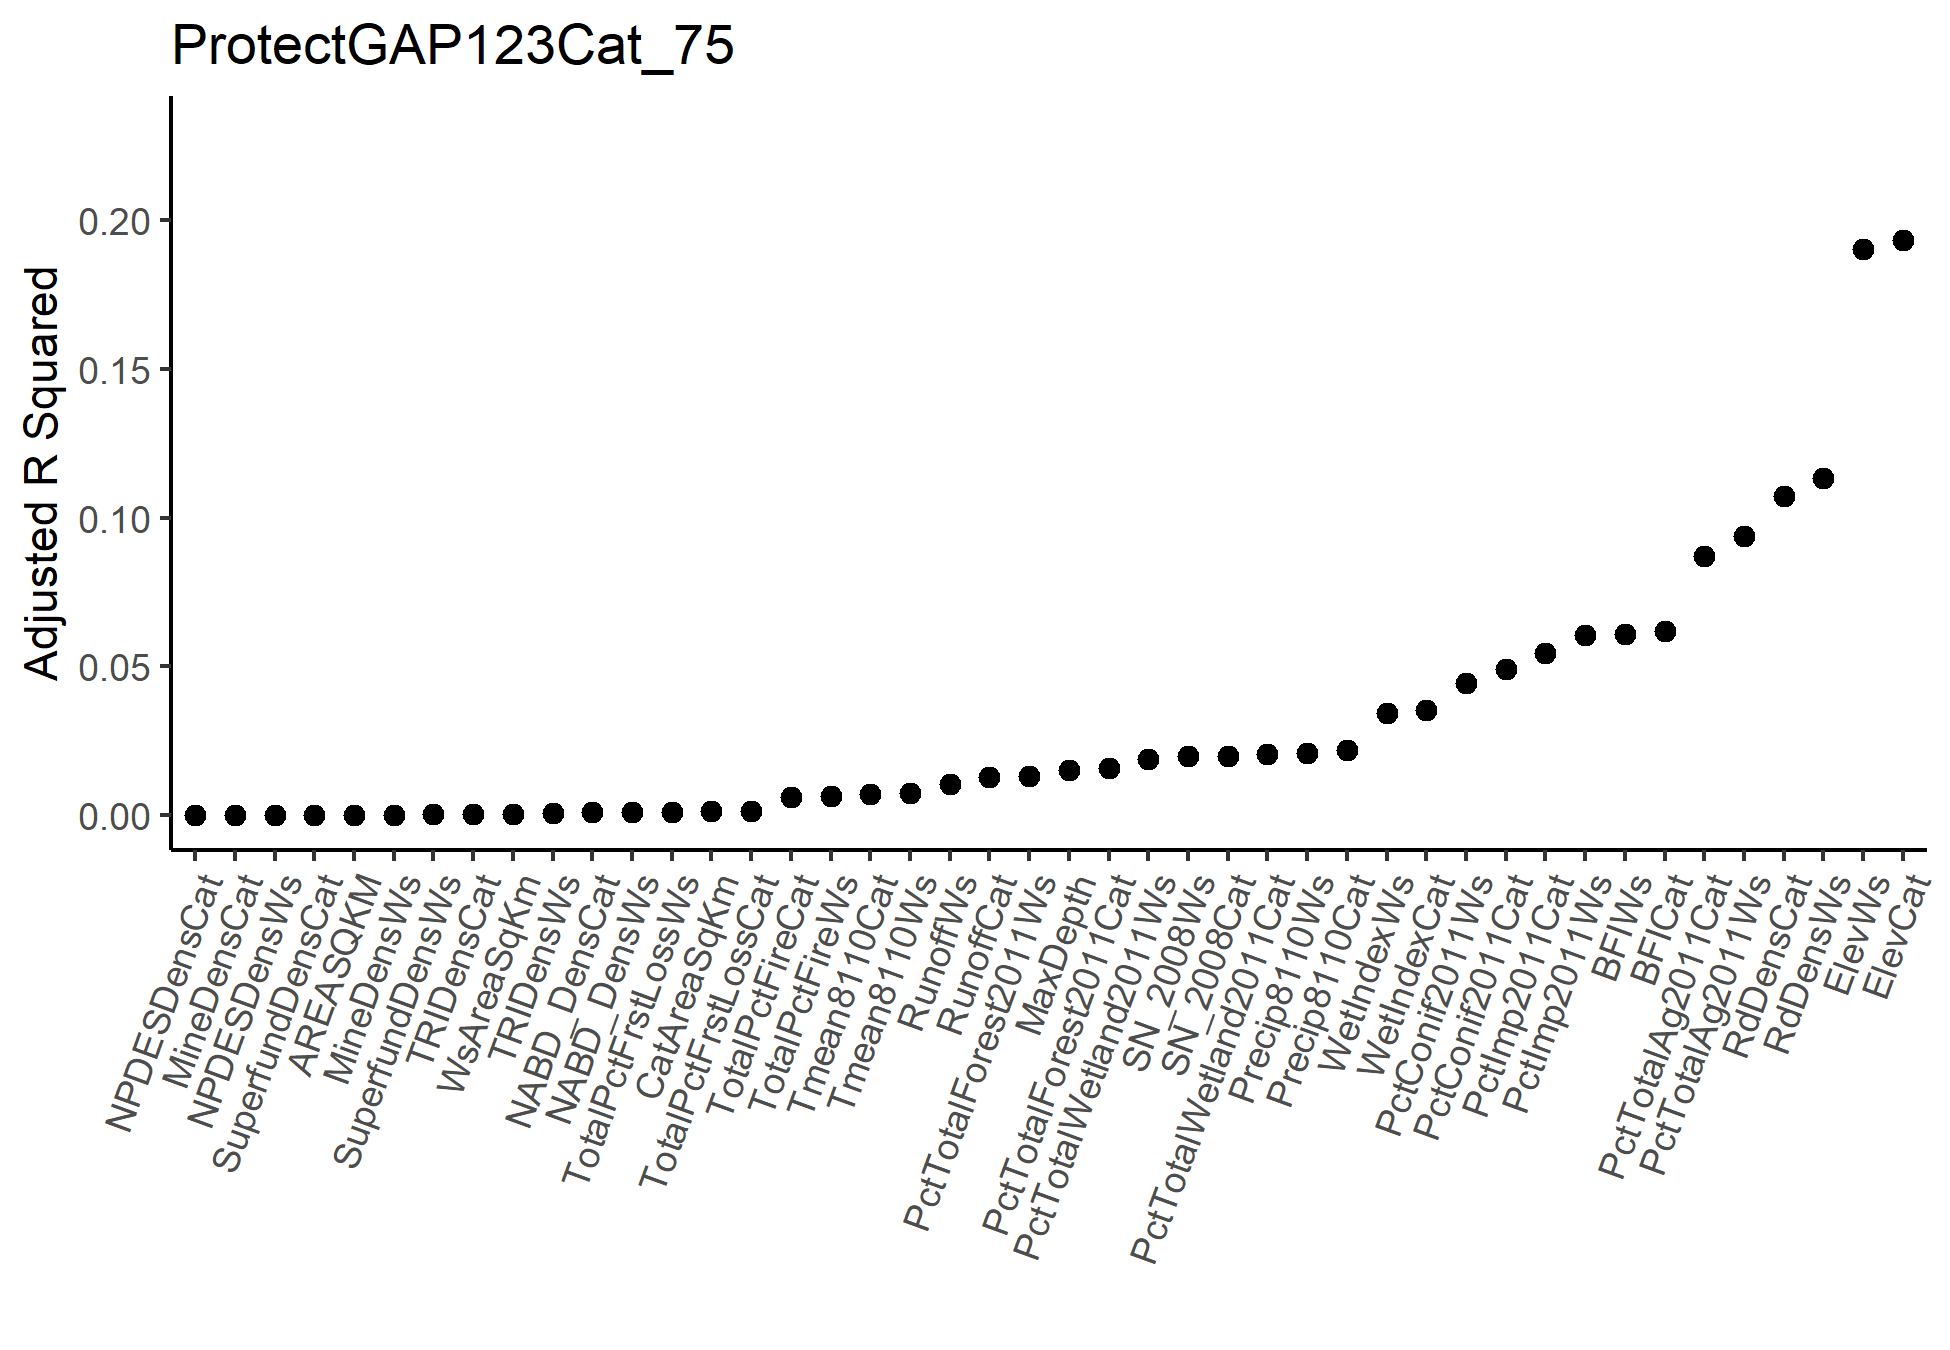 ProtectGAP123Cat_75
Adjusted R Squared
0.20
0.15
0.10
0.05
0.00
NPDESDensCat
MineDensCat
NPDESDensWs
SuperfundDensCat
AREASQKM
MineDensWs
SuperfundDensWs
TRIDensCat
WsAreaSqKm
TRIDensWs
NABD_DensCat
NABD_DensWs
TotalPctFrstLossWs
CatAreaSqKm
TotalPctFrstLossCat
TotalPctFireCat
TotalPctFireWs
Tmean8110Cat
Tmean8110Ws
RunoffWs
RunoffCat
PctTotalForest2011Ws
MaxDepth
PctTotalForest2011Cat
PctTotalWetland2011Ws
SN_2008Ws
SN_2008Cat
PctTotalWetland2011Cat
Precip8110Ws
Precip8110Cat
WetIndexWs
WetIndexCat
PctConif2011Ws
PctConif2011Cat
PctImp2011Cat
PctImp2011Ws
BFIWs
BFICat
PctTotalAg2011Cat
PctTotalAg2011Ws
RdDensCat
RdDensWs
ElevWs
ElevCat